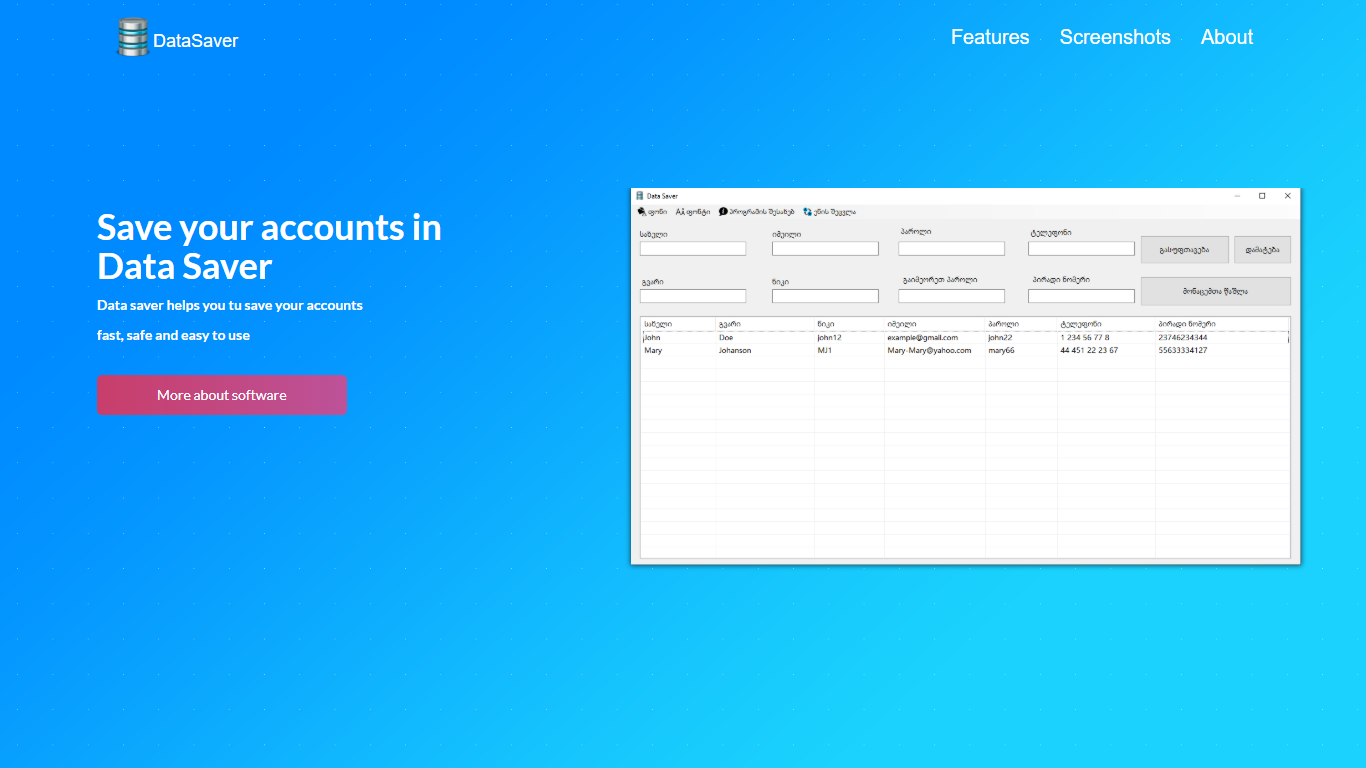 DataSaver
Features Screenshots About
Save your accounts in
Data Saver
Data saver helps you tu save your accounts
fast, safe and easy to use
More about software
Data Saver
ფონი ფონტი პროგრამის შესახებ ენის შეცვლა
სახელი იმეილი პაროლი ტელეფონი
გასუფთავება დამატება
გვარი ნიკი გაიმეორეთ პაროლი პირადი ნომერი
მონაცემთა წაშლა
სახელი გვარი ნიკი იმეილი პაროლი ტელეფონი პირადი ნომერი
John Doe john12 example@gmail.com john22 1 234 56 77 8 23746234344
Mary Johanson MJ1 Mary-Mary@yahoo.com mary66 44 451 22 23 67 55633334127